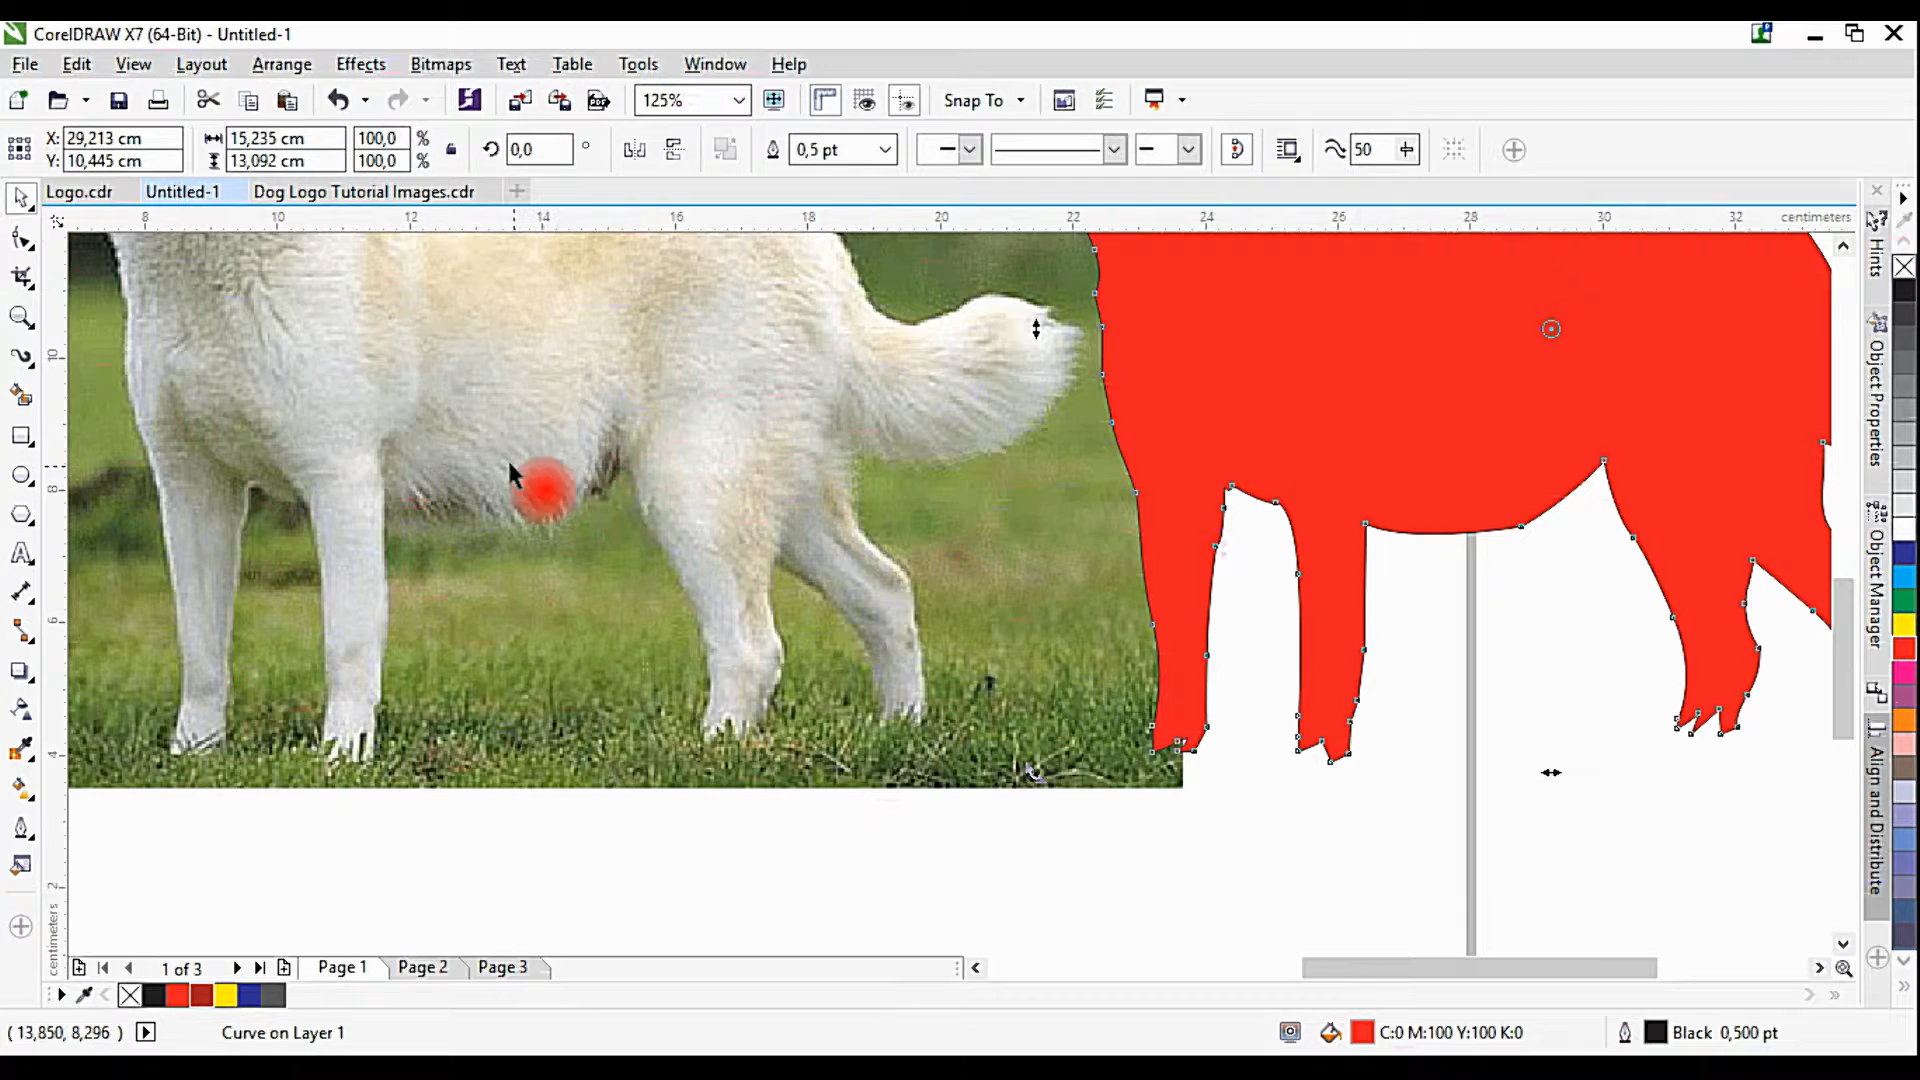 CorelDRAW X7 (64-Bit) - Untitled-1
File Edit View Layout Arrange Effects Bitmaps Text Table Tools Window Help
125% Snap To
X: 29,213 cm 15,235 cm 100,0 %
Y: 10,445 cm 13,092 cm 100,0 %
0,0 °
0,5 pt
50
Logo.cdr Untitled-1 Dog Logo Tutorial Images.cdr
8 10 12 14 16 18 20 22 24 26 28 30 32 centimeters
10
8
6
4
2
centimeters
Hints
Object Properties
Object Manager
Align and Distribute
1 of 3 Page 1 Page 2 Page 3
( 13,850, 8,296 ) Curve on Layer 1 C:0 M:100 Y:100 K:0 Black 0,500 pt